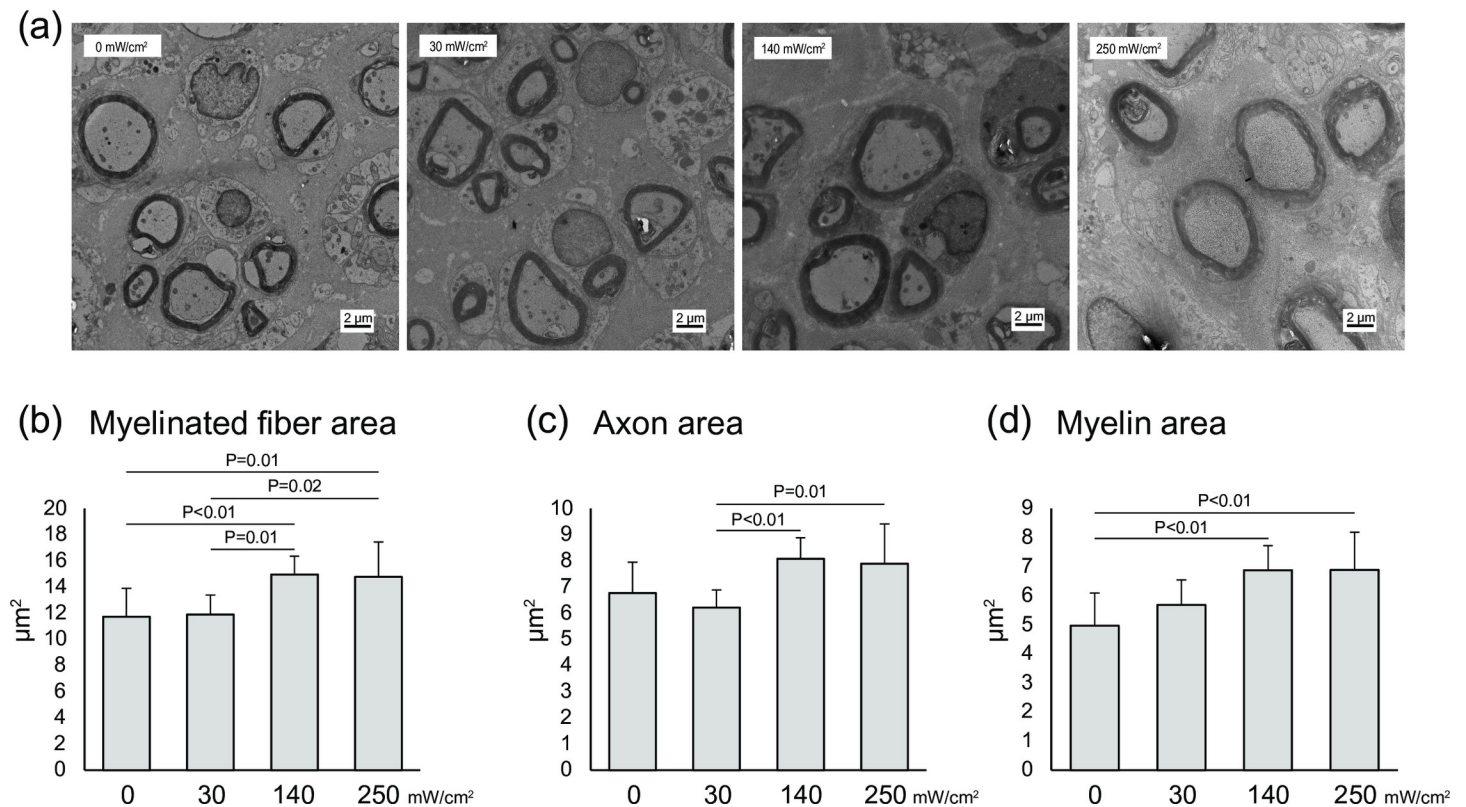 (a)
0 mW/cm²
30 mW/cm²
140 mW/cm²
250 mW/cm²
2 µm
2 µm
2 µm
2 µm
(b) Myelinated fiber area
P=0.01
P=0.02
P<0.01
P=0.01
µm²
20
18
16
14
12
10
8
6
4
2
0
0 30 140 250 mW/cm²
(c) Axon area
P=0.01
P<0.01
µm²
10
9
8
7
6
5
4
3
2
1
0
0 30 140 250 mW/cm²
(d) Myelin area
P<0.01
P<0.01
µm²
9
8
7
6
5
4
3
2
1
0
0 30 140 250 mW/cm²